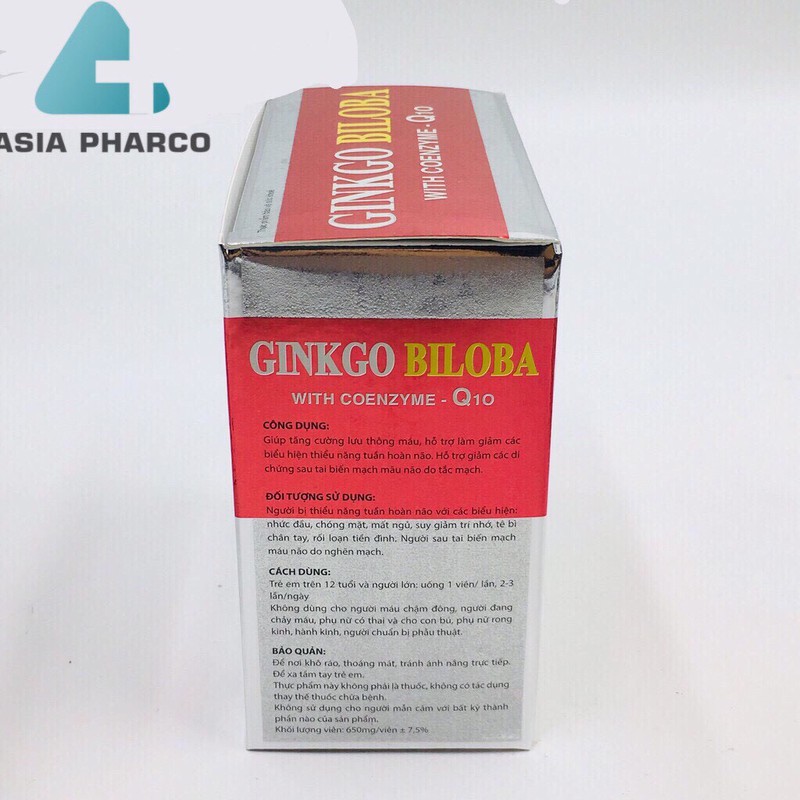 ASIA PHARCO
GINKGO BILOBA
WITH COENZYME - Q10
GINKGO BILOBA
WITH COENZYME - Q10
CÔNG DỤNG:
Giúp tăng cường lưu thông máu, hỗ trợ làm giảm các
biểu hiện thiểu năng tuần hoàn não. Hỗ trợ giảm các di
chứng sau tai biến mạch máu não do tắc mạch.
ĐỐI TƯỢNG SỬ DỤNG:
Người bị thiểu năng tuần hoàn não với các biểu hiện:
nhức đầu, chóng mặt, mất ngủ, suy giảm trí nhớ, tê bì
chân tay, rối loạn tiền đình. Người sau tai biến mạch
máu não do nghẽn mạch.
CÁCH DÙNG:
Trẻ em trên 12 tuổi và người lớn: uống 1 viên/ lần, 2-3
lần/ngày
Không dùng cho người máu chậm đông, người đang
chảy máu, phụ nữ có thai và cho con bú, phụ nữ rong
kinh, hành kinh, người chuẩn bị phẫu thuật.
BẢO QUẢN:
Để nơi khô ráo, thoáng mát, tránh ánh nắng trực tiếp.
Để xa tầm tay trẻ em.
Thực phẩm này không phải là thuốc, không có tác dụng
thay thế thuốc chữa bệnh.
Không sử dụng cho người mẫn cảm với bất kỳ thành
phần nào của sản phẩm.
Khối lượng viên: 650mg/viên ± 7,5%